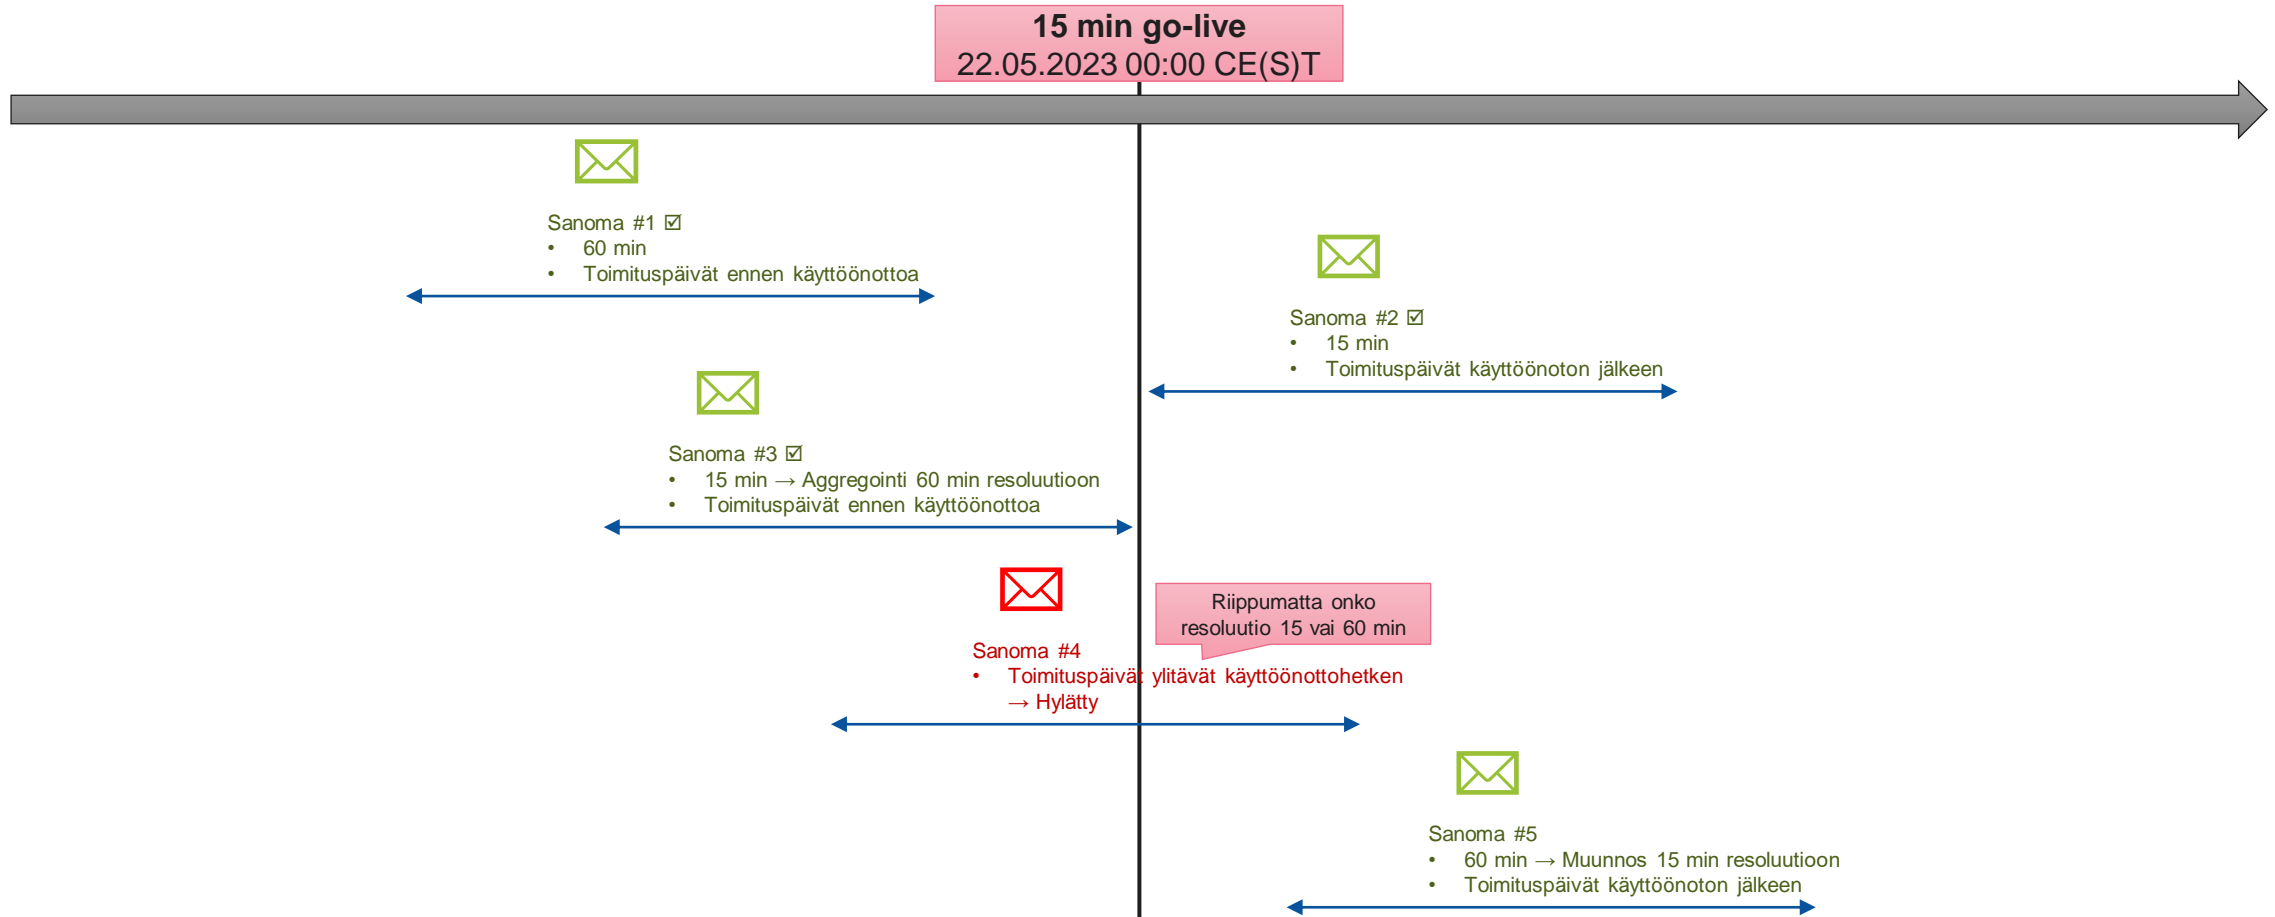 15 min go-live
22.05.2023 00:00 CE(S)T
Sanoma #1 ☑
• 60 min
• Toimituspäivät ennen käyttöönottoa
Sanoma #2 ☑
• 15 min
• Toimituspäivät käyttöönoton jälkeen
Sanoma #3 ☑
• 15 min → Aggregointi 60 min resoluutioon
• Toimituspäivät ennen käyttöönottoa
Riippumatta onko
resoluutio 15 vai 60 min
Sanoma #4
• Toimituspäivät ylitävät käyttöönottohetken
→ Hylätty
Sanoma #5
• 60 min → Muunnos 15 min resoluutioon
• Toimituspäivät käyttöönoton jälkeen